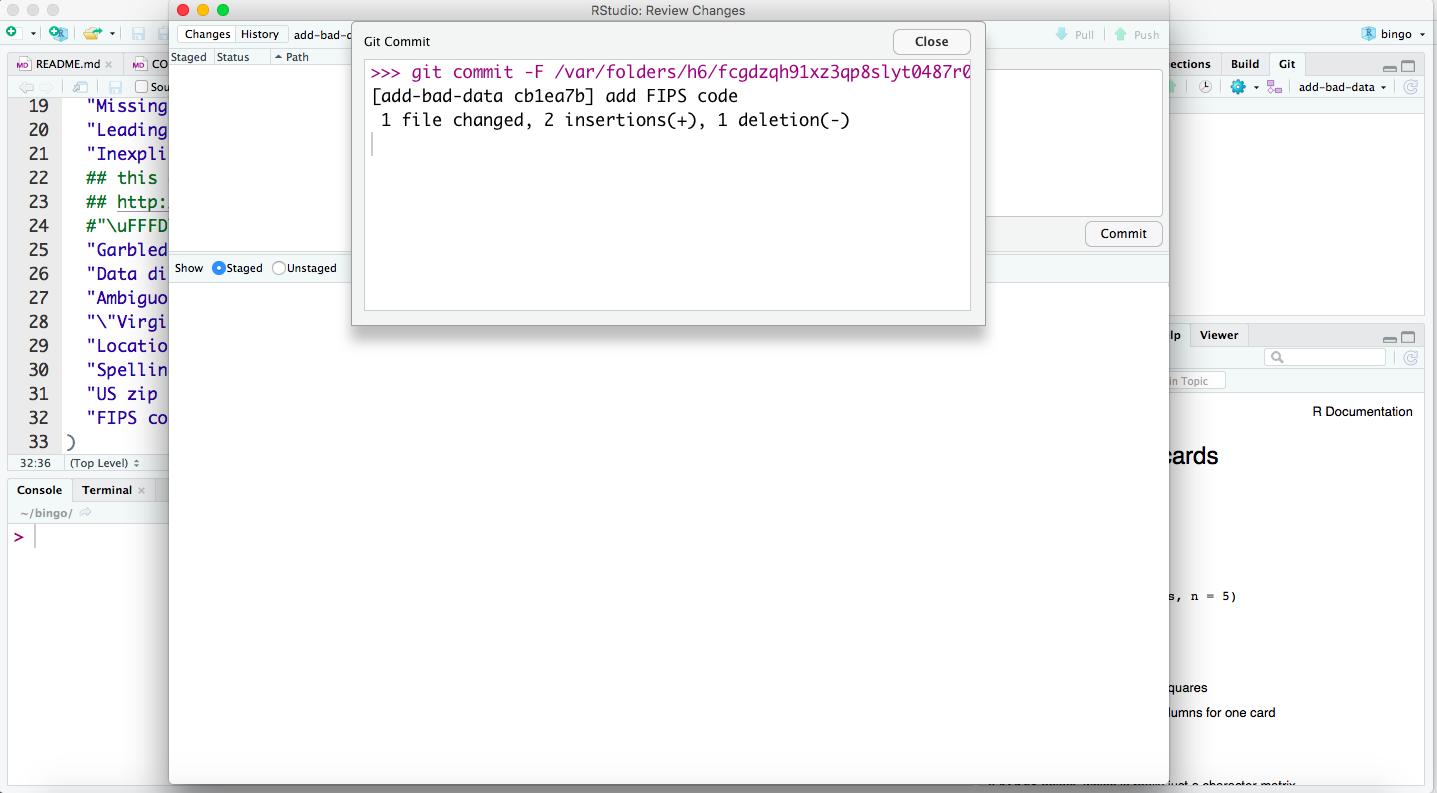 RStudio: Review Changes
bingo
Changes History add-bad-d
Pull Push
Git Commit
Close
Staged Status Path
>>> git commit -F /var/folders/h6/fcgdzqh91xz3qp8slyt0487r0
[add-bad-data cb1ea7b] add FIPS code
1 file changed, 2 insertions(+), 1 deletion(-)
Commit
Show Staged Unstaged
README.md × CO
Sou
19 "Missing
20 "Leading
21 "Inexpli
22 ## this
23 ## http:
24 #"\uFFFD
25 "Garbled
26 "Data di
27 "Ambiguo
28 "\"Virgi
29 "Locatio
30 "Spellin
31 "US zip
32 "FIPS co
33 )
32:36 (Top Level)
Console Terminal ×
~/bingo/
>
ections Build Git
add-bad-data
lp Viewer
in Topic
R Documentation
cards
s, n = 5)
quares
lumns for one card